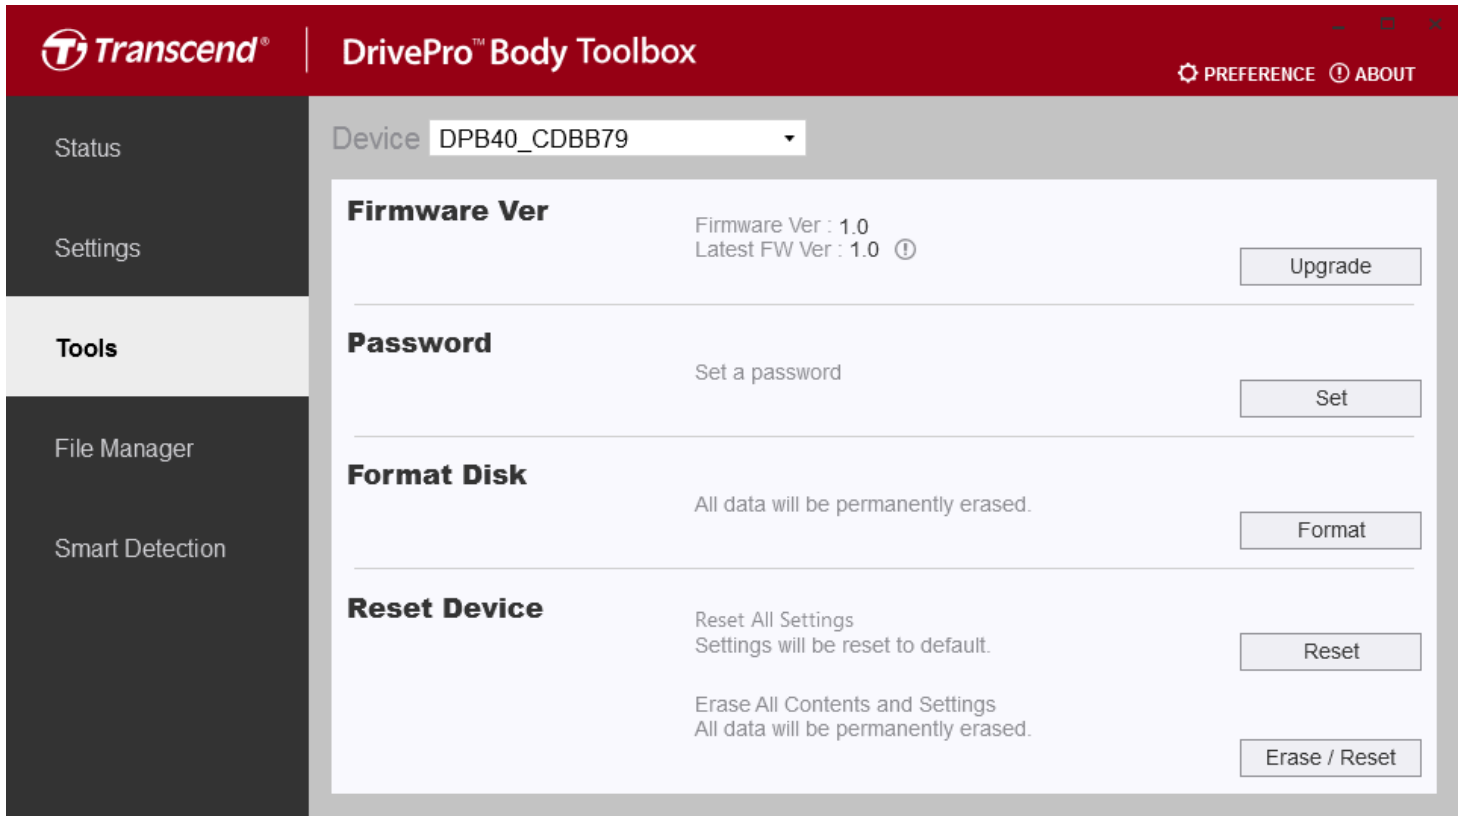 Transcend®
DrivePro™ Body Toolbox
PREFERENCE ABOUT
Status
Settings
Tools
File Manager
Smart Detection
Device DPB40_CDBB79
Firmware Ver
Firmware Ver : 1.0
Latest FW Ver : 1.0
Upgrade
Password
Set a password
Set
Format Disk
All data will be permanently erased.
Format
Reset Device
Reset All Settings
Settings will be reset to default.
Reset
Erase All Contents and Settings
All data will be permanently erased.
Erase / Reset